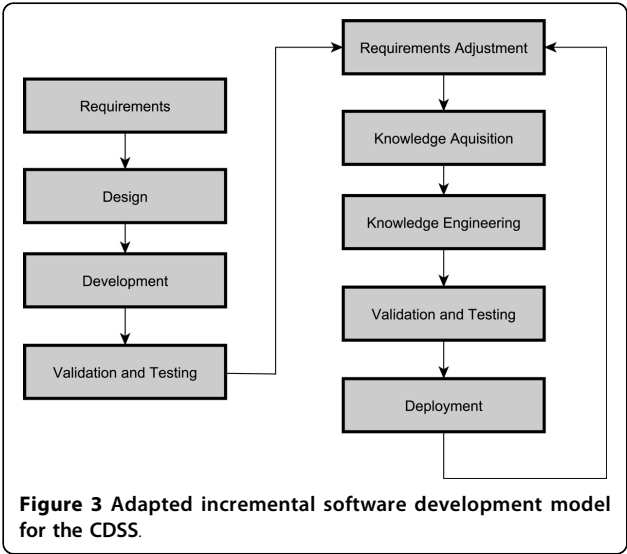 Requirements
Design
Development
Validation and Testing
Requirements Adjustment
Knowledge Aquisition
Knowledge Engineering
Validation and Testing
Deployment
Figure 3 Adapted incremental software development model
for the CDSS.